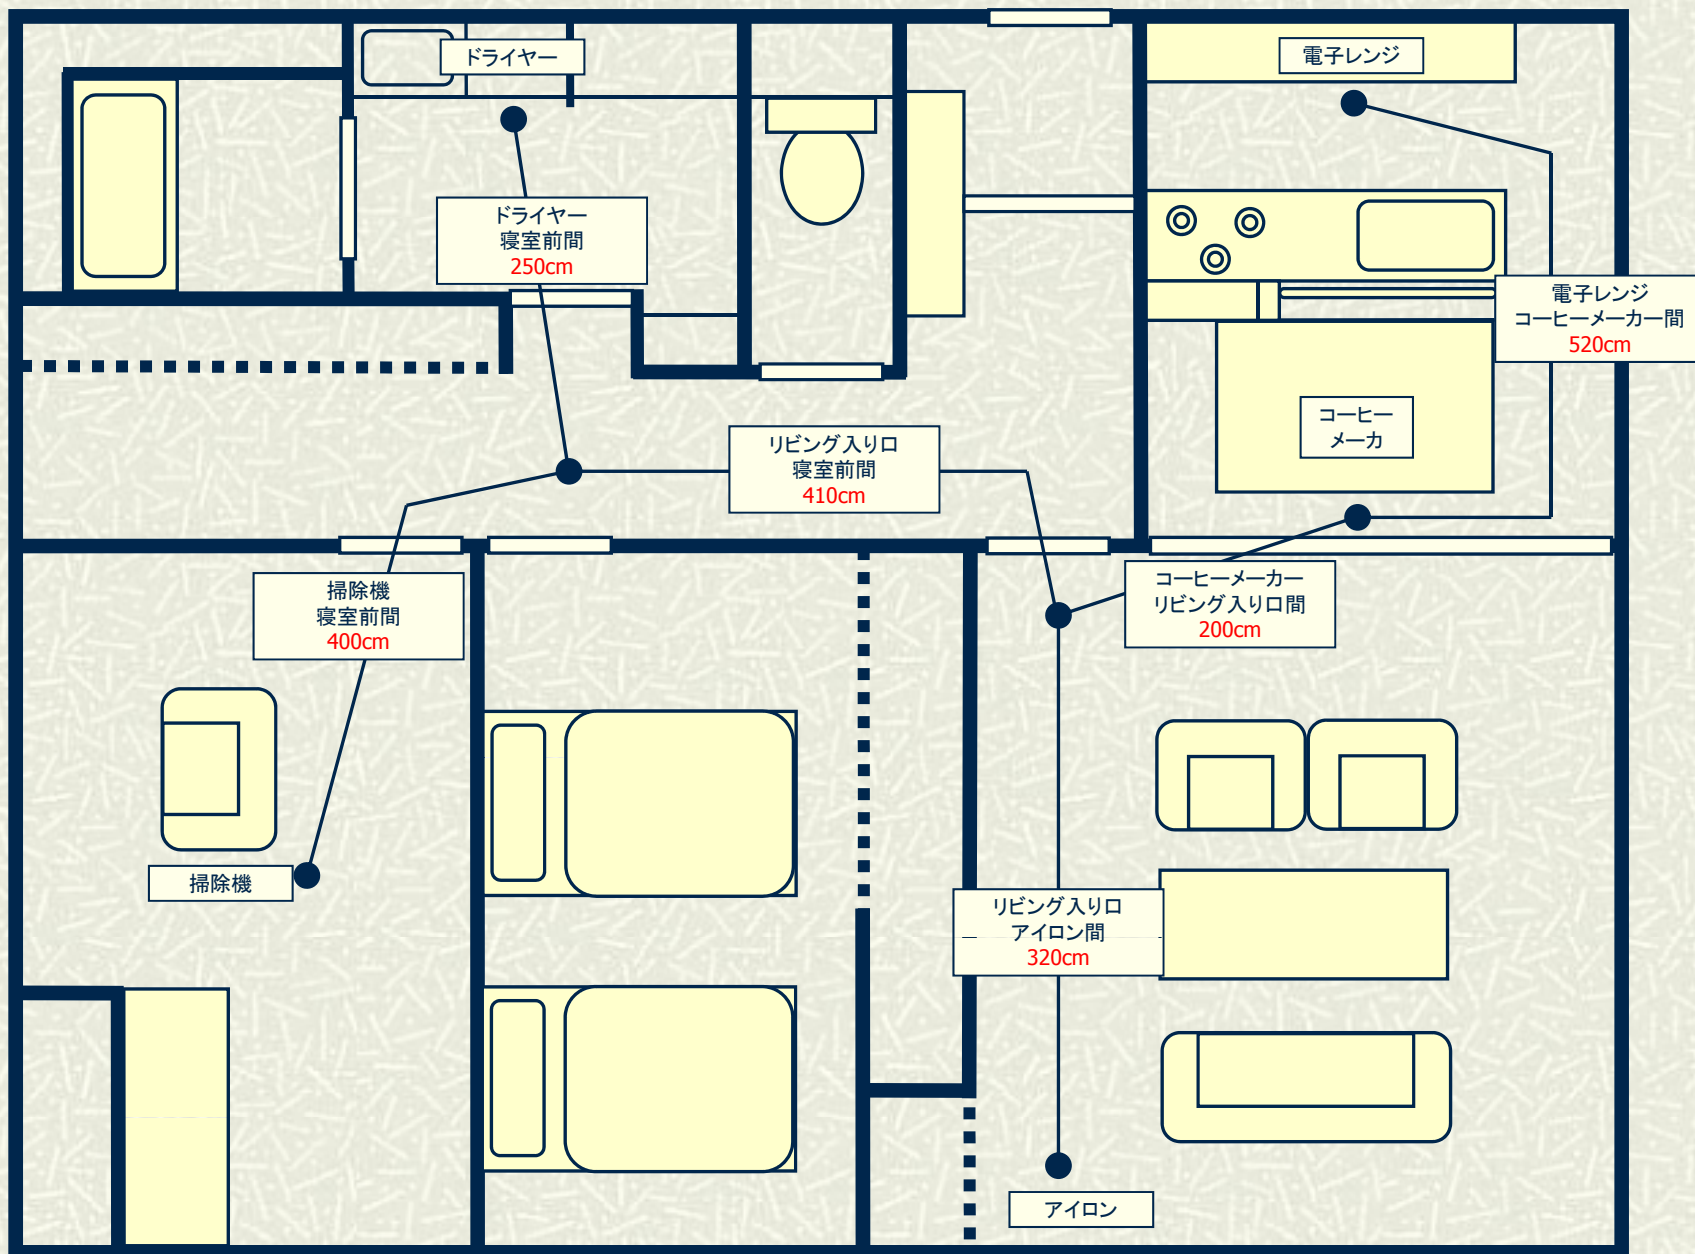 ドライヤー
電子レンジ
ドライヤー
寝室前間
250cm
電子レンジ
コーヒーメーカー間
520cm
コーヒー
メーカ
リビング入り口
寝室前間
410cm
掃除機
寝室前間
400cm
コーヒーメーカー
リビング入り口間
200cm
掃除機
リビング入り口
アイロン間
320cm
アイロン